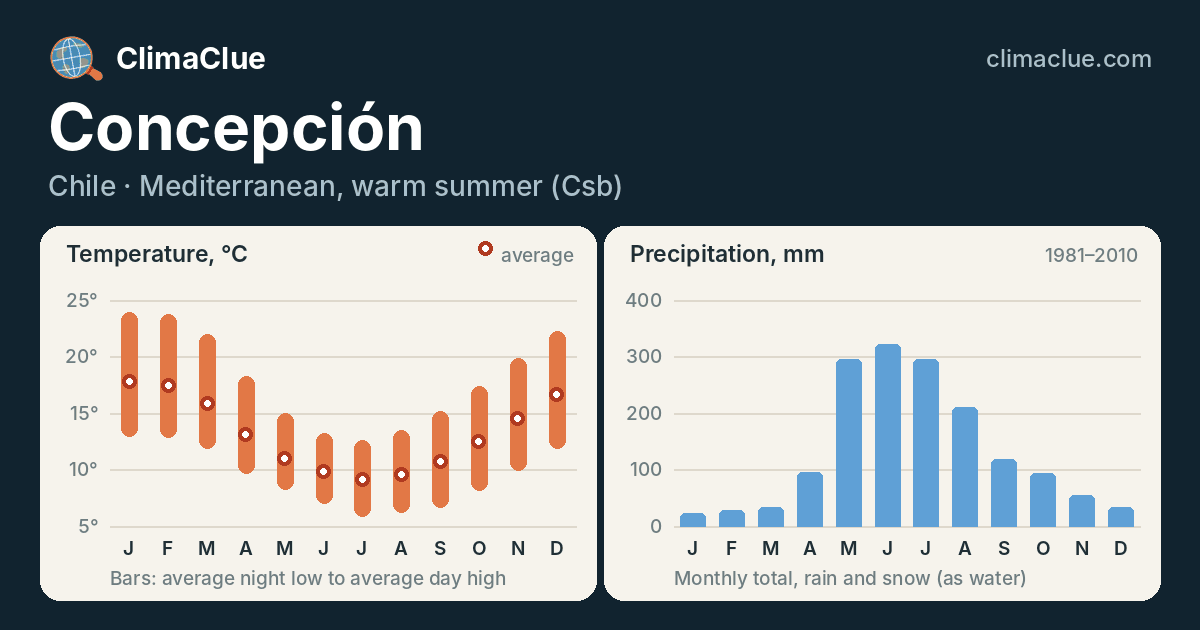 ClimaClue
climaclue.com
Concepción
Chile · Mediterranean, warm summer (Csb)
Temperature, °C
average
25°
20°
15°
10°
5°
J F M A M J J A S O N D
Bars: average night low to average day high
Precipitation, mm
1981–2010
400
300
200
100
0
J F M A M J J A S O N D
Monthly total, rain and snow (as water)